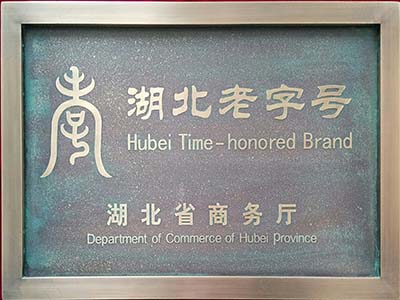 湖北老字号
Hubei Time-honored Brand
湖北省商务厅
Department of Commerce of Hubei province